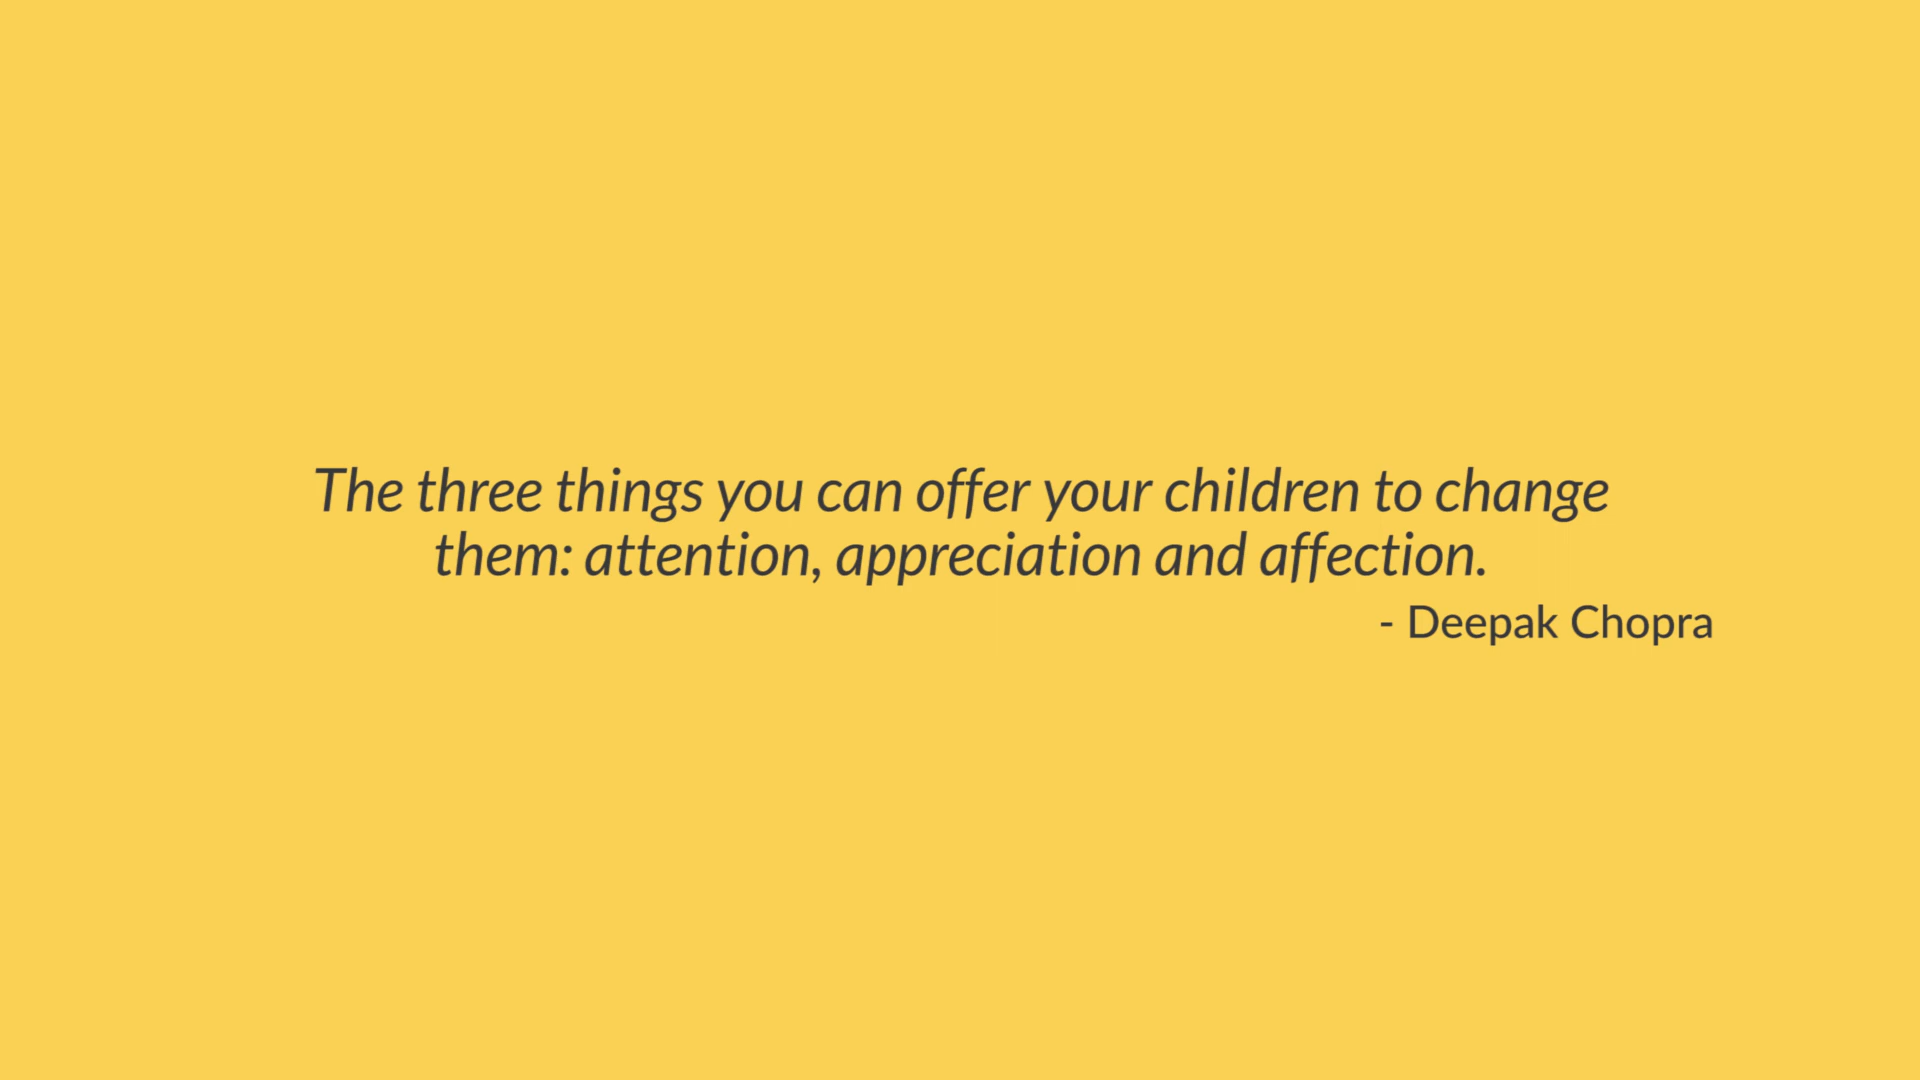 The three things you can offer your children to change
them: attention, appreciation and affection.
- Deepak Chopra